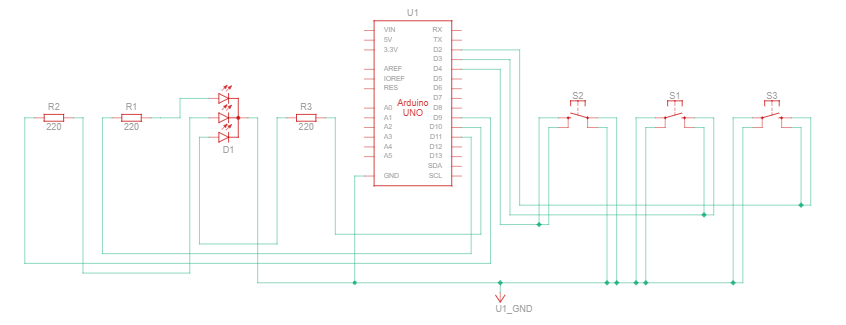 U1
VIN
5V
3.3V
AREF
IOREF
RES
A0
A1
A2
A3
A4
A5
GND
Arduino
UNO
RX
TX
D2
D3
D4
D5
D6
D7
D8
D9
D10
D11
D12
D13
SDA
SCL
R2
220
R1
220
D1
R3
220
S2
S1
S3
U1_GND